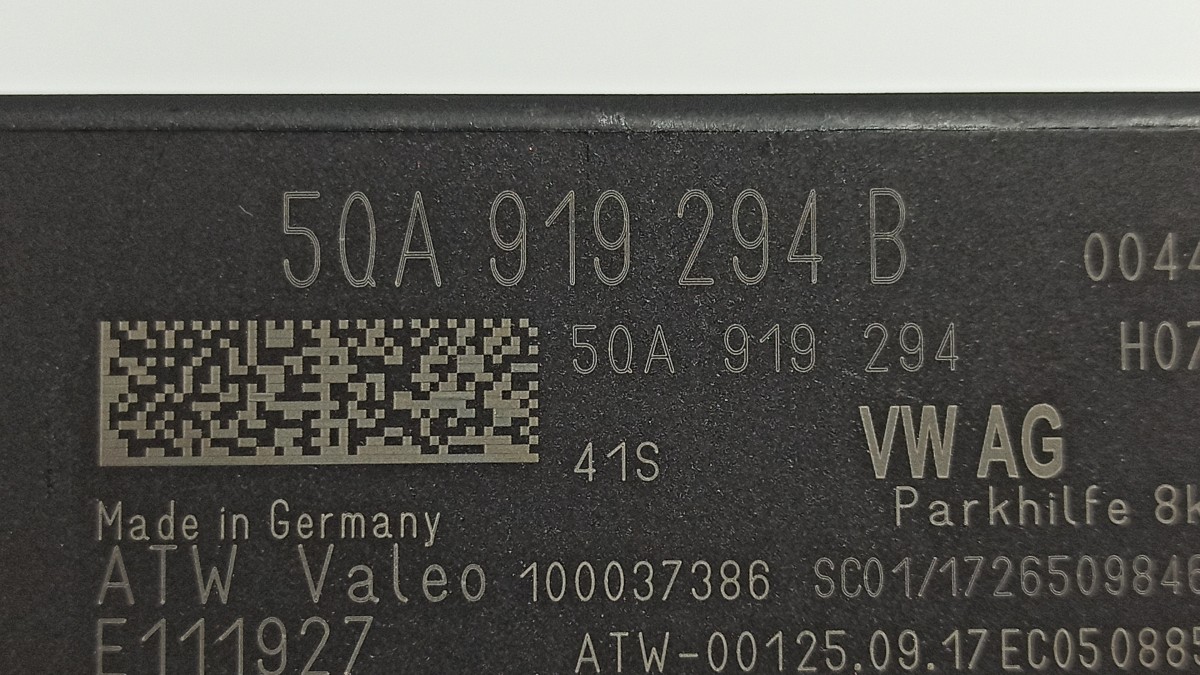 5QA 919 294 B 0044
5QA 919 294 H07
41S VW AG
Parkhilfe 8k
Made in Germany
ATW Valeo 100037386 SC01/1726509846
E111927 ATW-00125.09.17EC050885